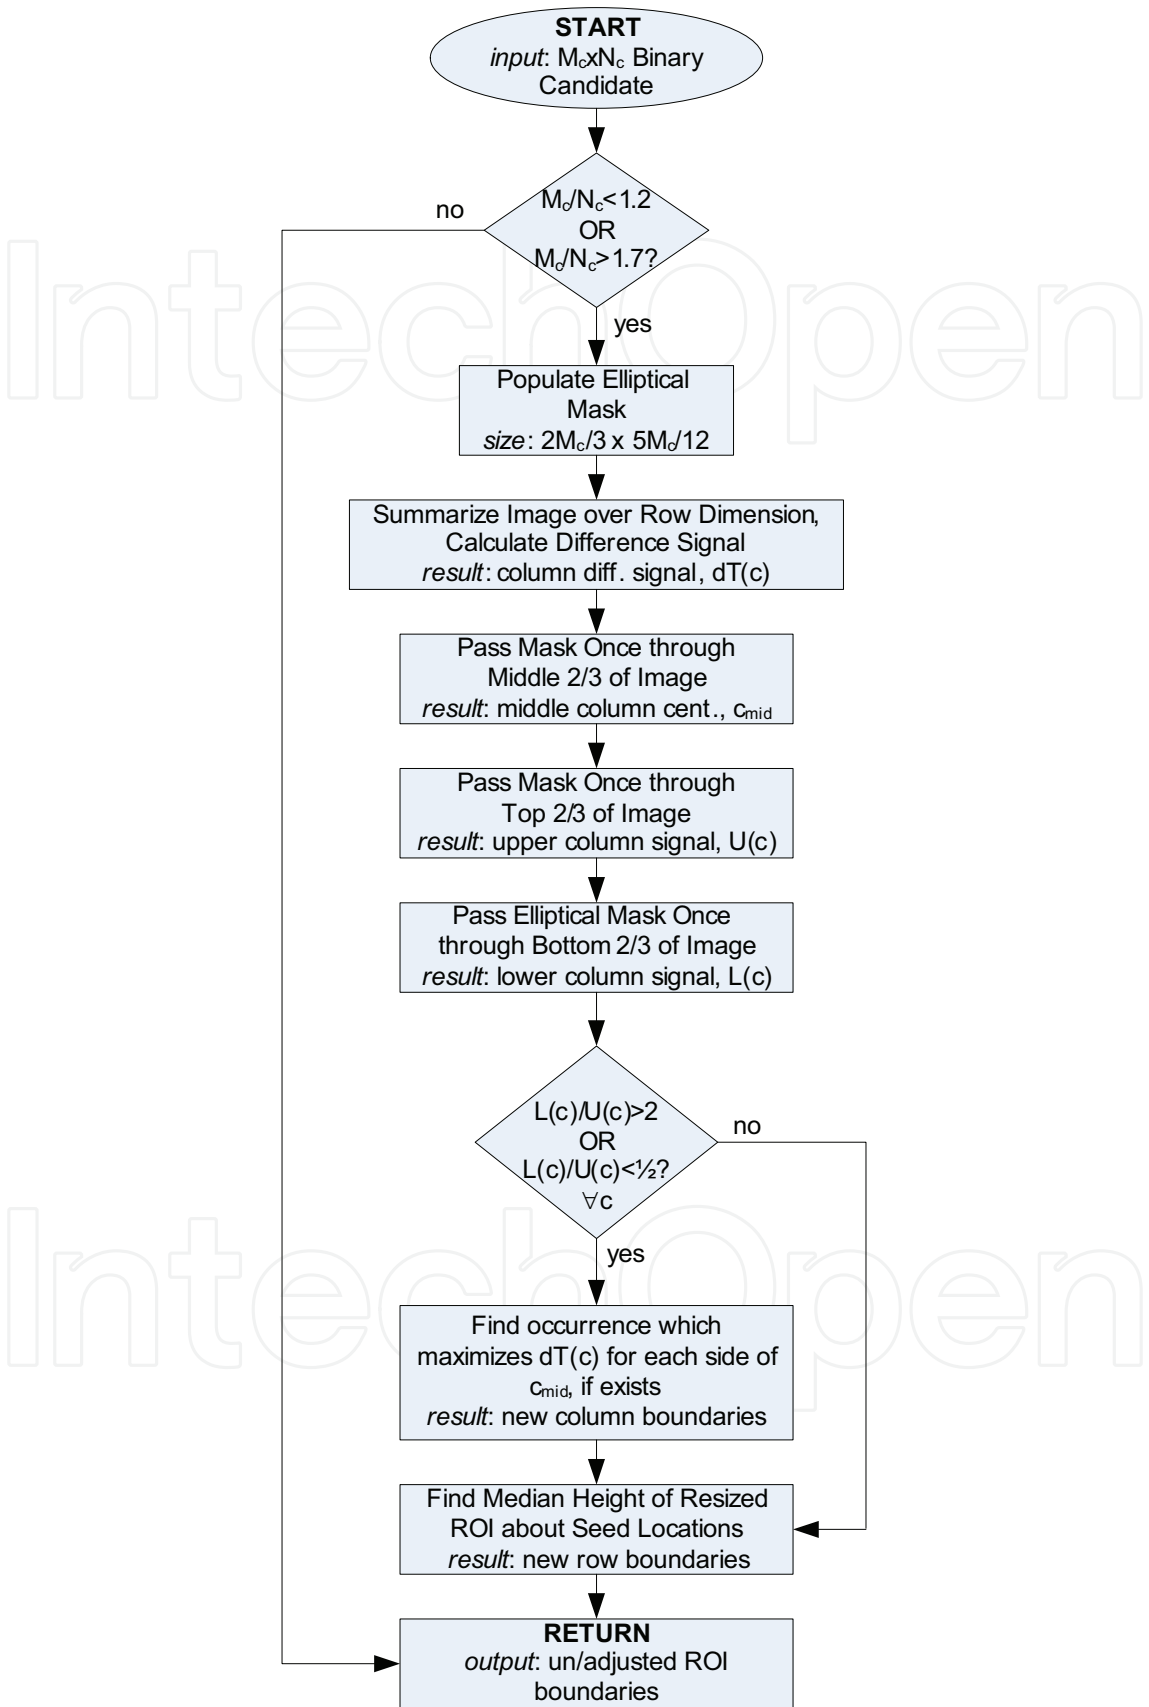 START
input: McxNc Binary
Candidate
Mc/Nc<1.2
OR
Mc/Nc>1.7?
no
yes
Populate Elliptical
Mask
size: 2Mc/3 x 5Mc/12
Summarize Image over Row Dimension,
Calculate Difference Signal
result: column diff. signal, dT(c)
Pass Mask Once through
Middle 2/3 of Image
result: middle column cent., cmid
Pass Mask Once through
Top 2/3 of Image
result: upper column signal, U(c)
Pass Elliptical Mask Once
through Bottom 2/3 of Image
result: lower column signal, L(c)
L(c)/U(c)>2
OR
L(c)/U(c)<½?
∀c
no
yes
Find occurrence which
maximizes dT(c) for each side of
cmid, if exists
result: new column boundaries
Find Median Height of Resized
ROI about Seed Locations
result: new row boundaries
RETURN
output: un/adjusted ROI
boundaries
IntechOpen
IntechOpen